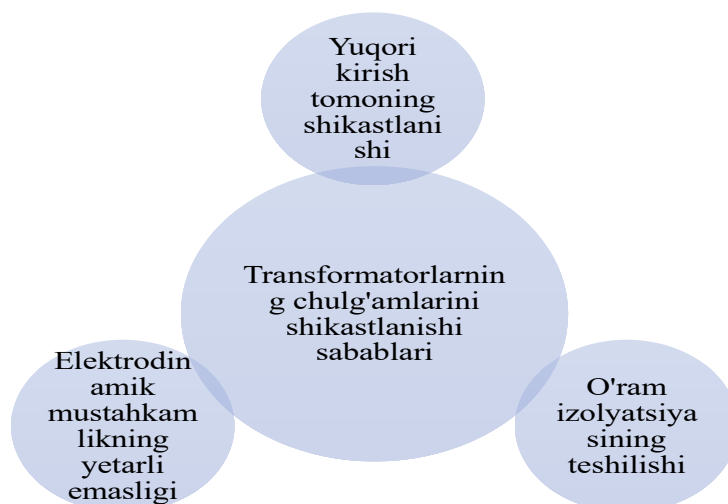 Yuqori
kirish
tomoning
shikastlani
shi
Transformatorlarnin
g chulg'amlarini
shikastlanishi
sabablari
Elektrodin
amik
mustahkam
likning
yetarli
emasligi
O'ram
izolyatsiya
sining
teshilishi